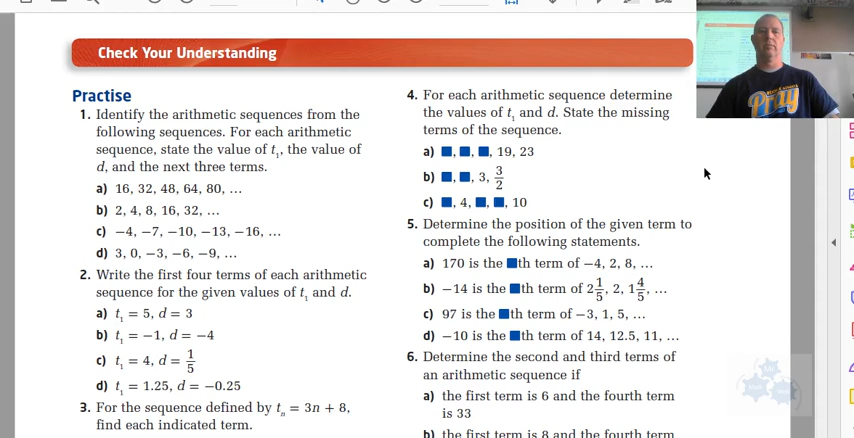 Check Your Understanding
Practise
1. Identify the arithmetic sequences from the
following sequences. For each arithmetic
sequence, state the value of t₁, the value of
d, and the next three terms.
a) 16, 32, 48, 64, 80, …
b) 2, 4, 8, 16, 32, …
c) −4, −7, −10, −13, −16, …
d) 3, 0, −3, −6, −9, …
2. Write the first four terms of each arithmetic
sequence for the given values of t₁ and d.
a) t₁ = 5, d = 3
b) t₁ = −1, d = −4
c) t₁ = 4, d = 1/5
d) t₁ = 1.25, d = −0.25
3. For the sequence defined by tₙ = 3n + 8,
find each indicated term.
4. For each arithmetic sequence determine
the values of t₁ and d. State the missing
terms of the sequence.
a) ■, ■, ■, 19, 23
b) ■, ■, 3, 3/2
c) ■, 4, ■, ■, 10
5. Determine the position of the given term to
complete the following statements.
a) 170 is the ■th term of −4, 2, 8, …
b) −14 is the ■th term of 2 1/5, 2, 1 4/5, …
c) 97 is the ■th term of −3, 1, 5, …
d) −10 is the ■th term of 14, 12.5, 11, …
6. Determine the second and third terms of
an arithmetic sequence if
a) the first term is 6 and the fourth term
is 33
b) the first term is 8 and the fourth term
Pray